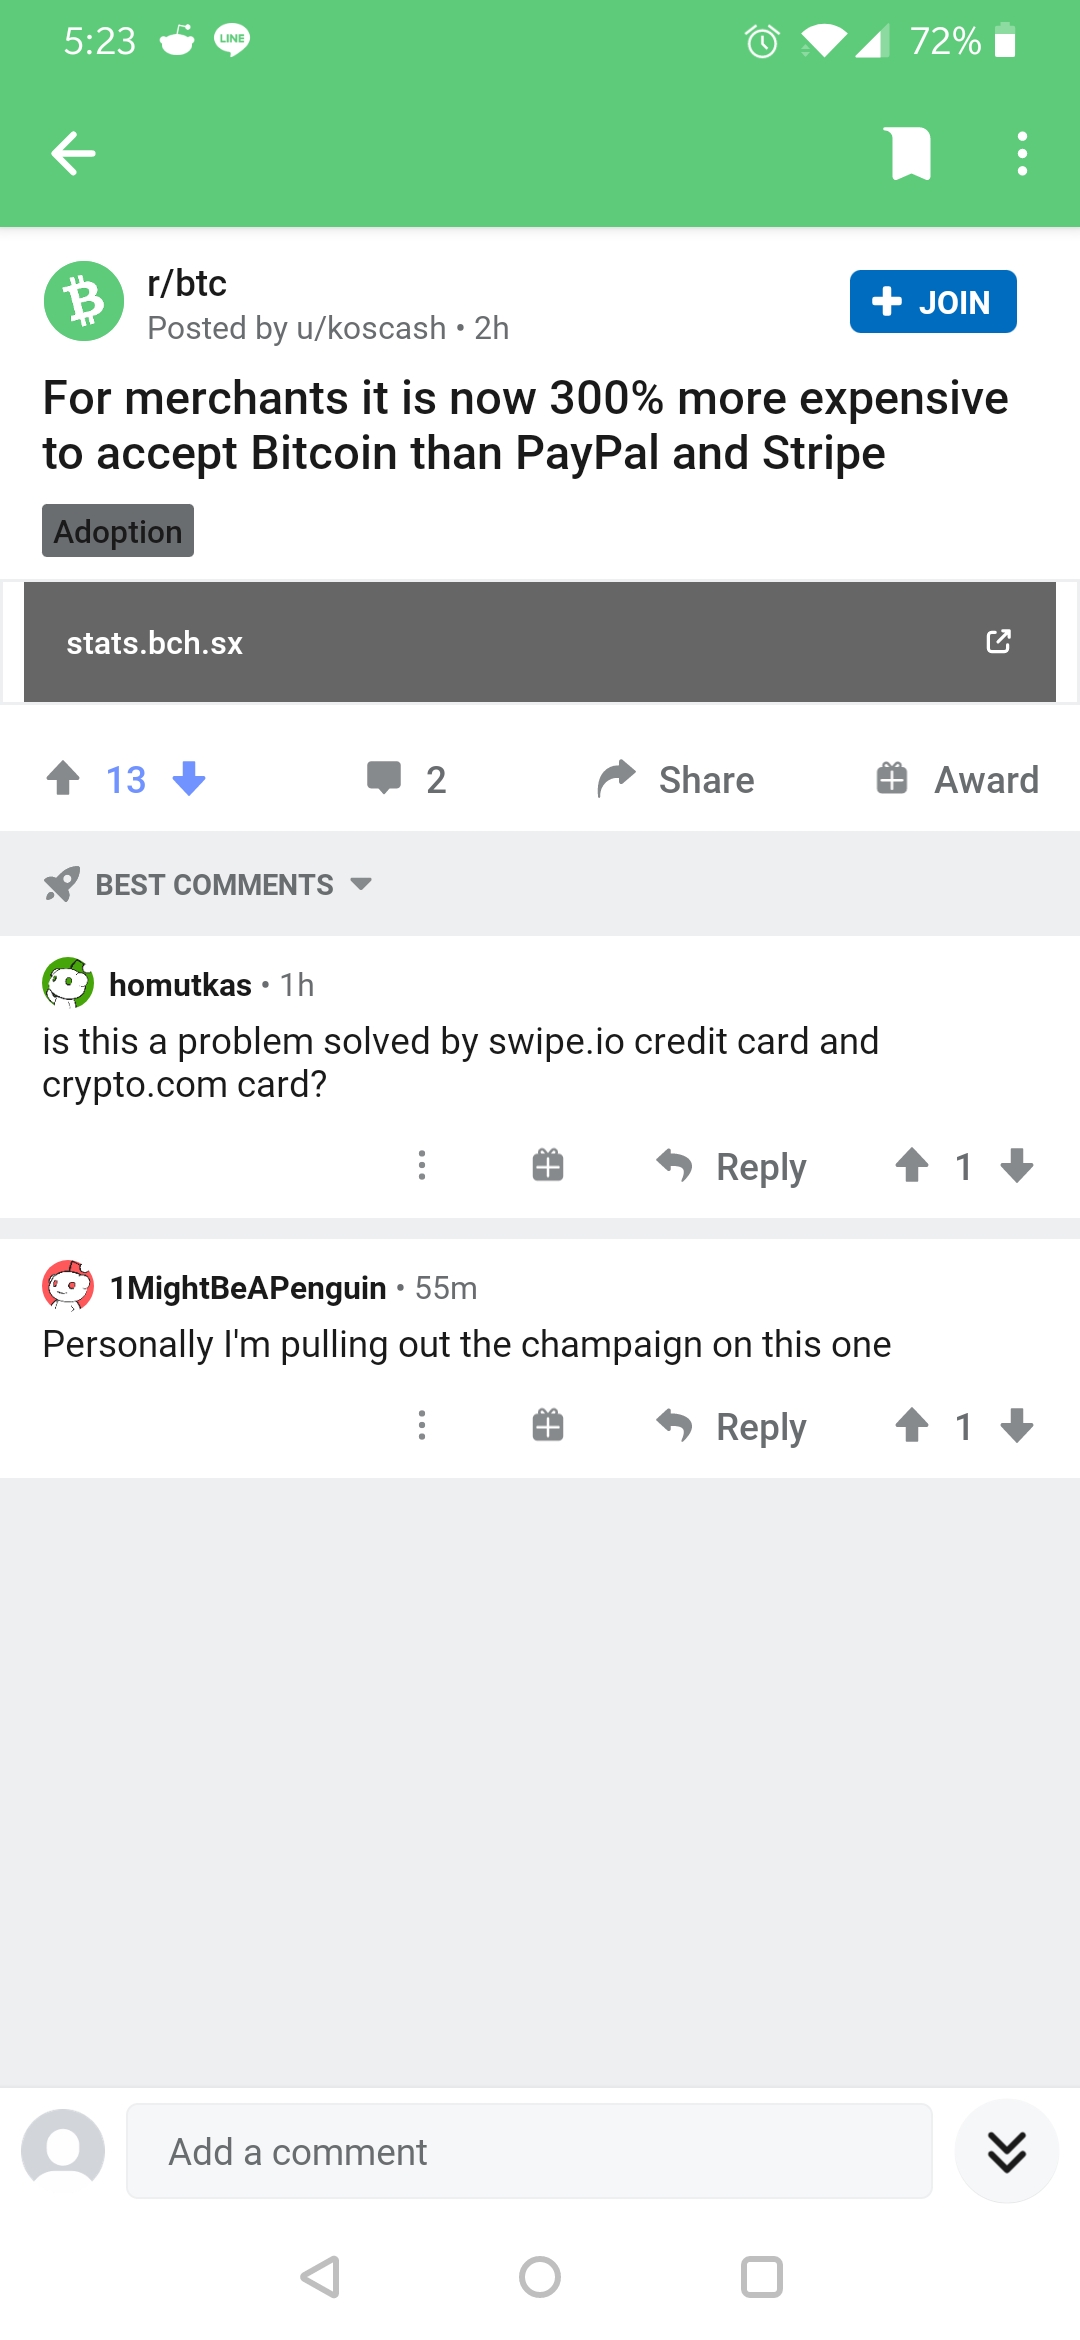 5:23 LINE 72%
r/btc
Posted by u/koscash • 2h
+ JOIN
For merchants it is now 300% more expensive
to accept Bitcoin than PayPal and Stripe
Adoption
stats.bch.sx
13 2 Share Award
BEST COMMENTS
homutkas • 1h
is this a problem solved by swipe.io credit card and
crypto.com card?
Reply 1
1MightBeAPenguin • 55m
Personally I'm pulling out the champaign on this one
Reply 1
Add a comment